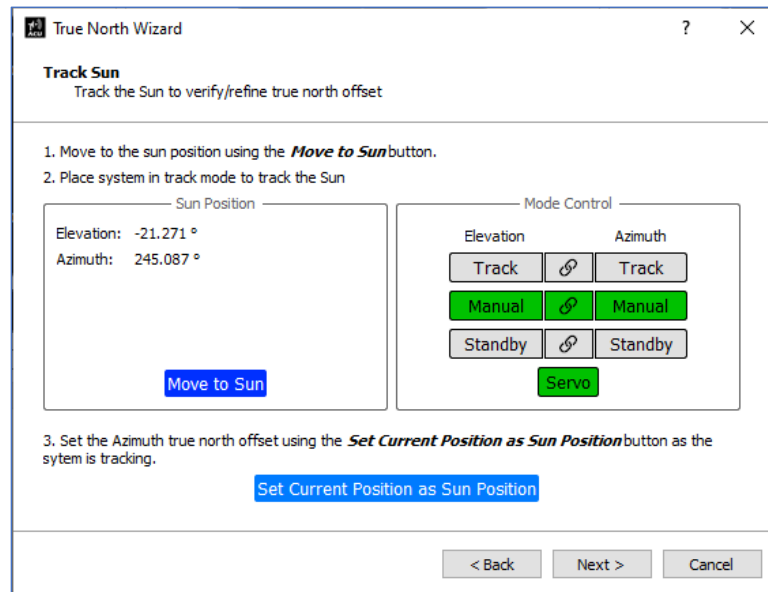 True North Wizard ? ×
Track Sun
Track the Sun to verify/refine true north offset
1. Move to the sun position using the Move to Sun button.
2. Place system in track mode to track the Sun
Sun Position
Elevation: -21.271 °
Azimuth: 245.087 °
Move to Sun
Mode Control
Elevation Azimuth
Track Track
Manual Manual
Standby Standby
Servo
3. Set the Azimuth true north offset using the Set Current Position as Sun Position button as the
sytem is tracking.
Set Current Position as Sun Position
< Back Next > Cancel